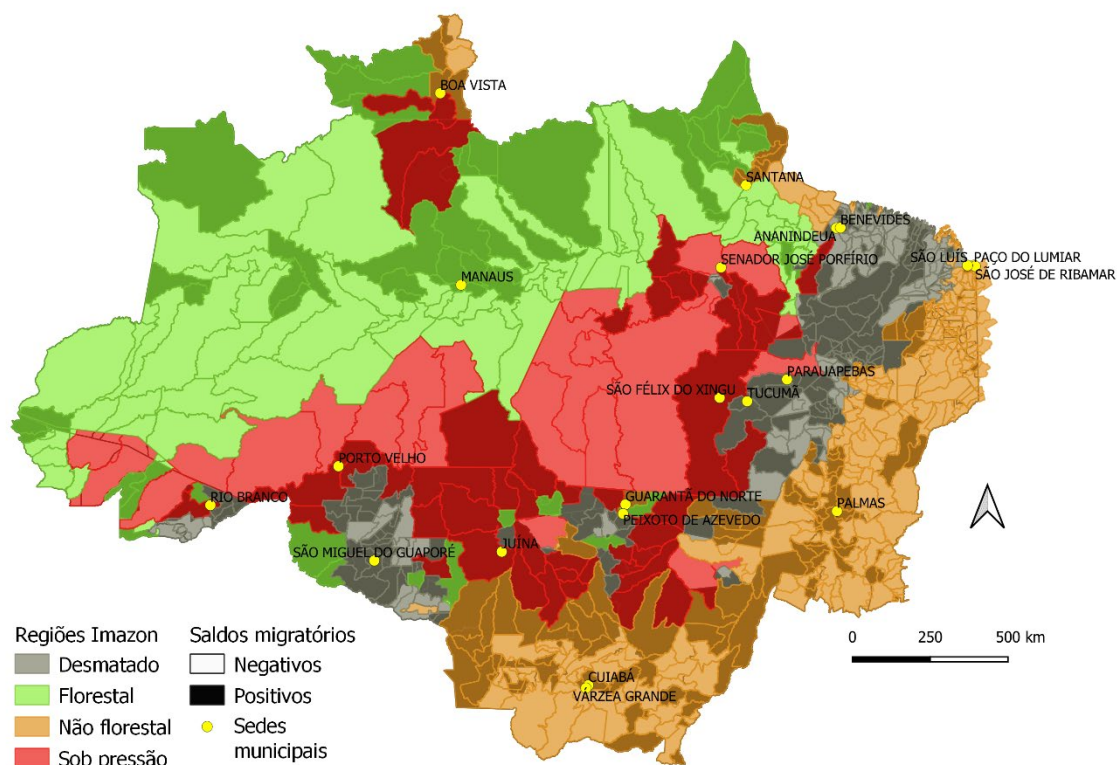 BOA VISTA
SANTANA
BENEVIDES
ANANINDEUA
SENADOR JOSÉ PORFÍRIO
SÃO LUÍS
PAÇO DO LUMIAR
SÃO JOSÉ DE RIBAMAR
MANAUS
PARAUAPEBAS
SÃO FÉLIX DO XINGU
TUCUMÃ
PORTO VELHO
RIO BRANCO
GUARANTÃ DO NORTE
PEIXOTO DE AZEVEDO
PALMAS
JUÍNA
SÃO MIGUEL DO GUAPORÉ
CUIABÁ
VÁRZEA GRANDE
Regiões Imazon
Desmatado
Florestal
Não florestal
Sob pressão
Saldos migratórios
Negativos
Positivos
Sedes
municipais
0 250 500 km